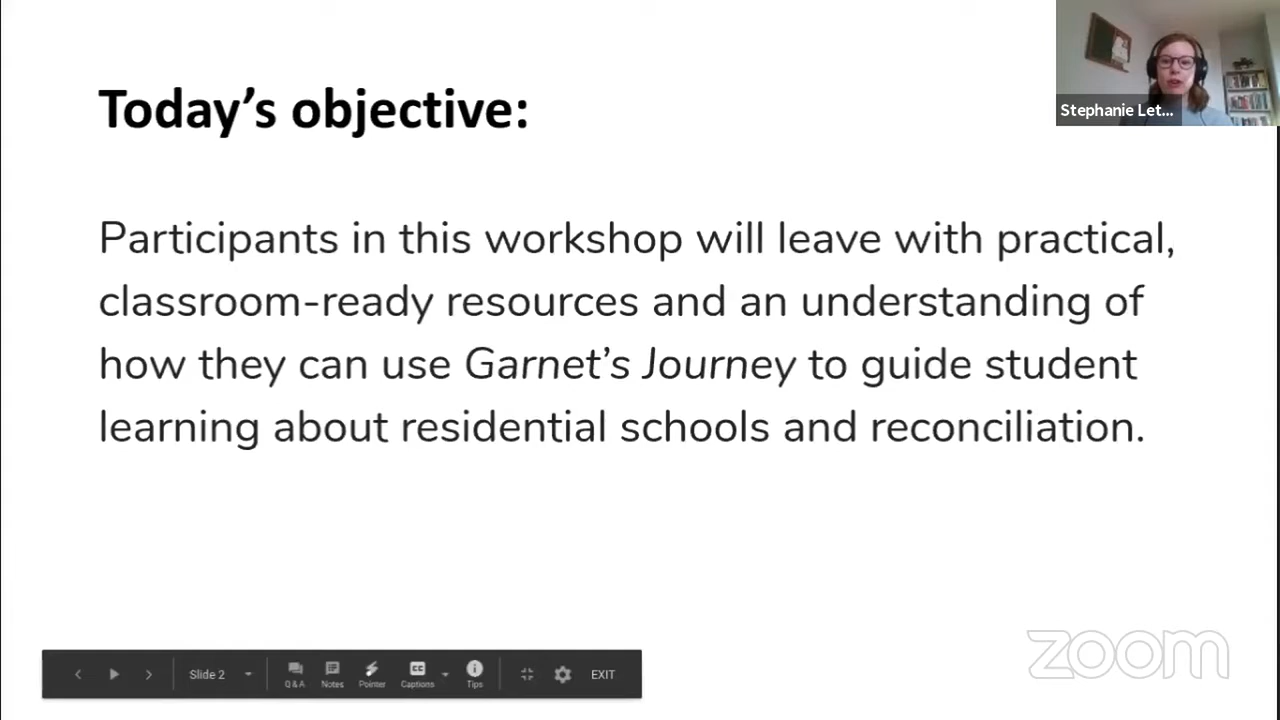 Today's objective:
Stephanie Let...
Participants in this workshop will leave with practical,
classroom-ready resources and an understanding of
how they can use Garnet's Journey to guide student
learning about residential schools and reconciliation.
Slide 2
Q & A
Notes
Pointer
CC
Captions
Tips
EXIT
zoom